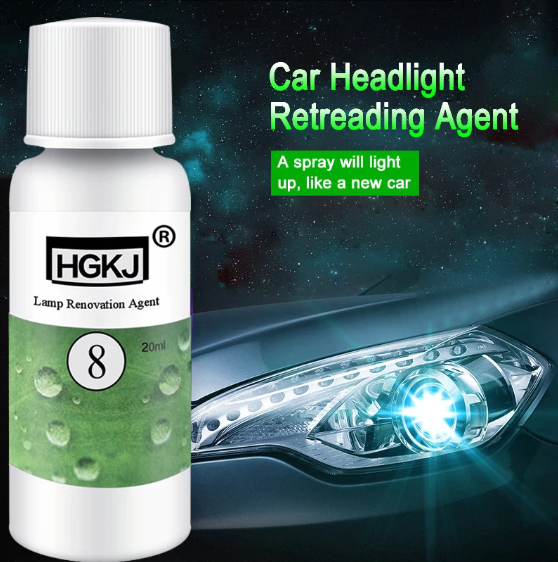 Car Headlight
Retreading Agent
A spray will light
up, like a new car
HGKJ®
Lamp Renovation Agent
8
20ml